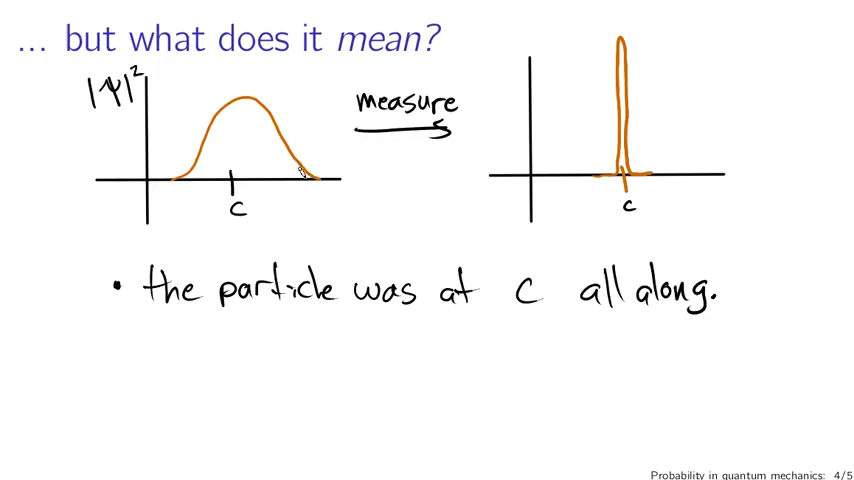 ... but what does it mean?
|Ψ|²
measure
c
c
• the particle was at c all along.
Probability in quantum mechanics: 4/5